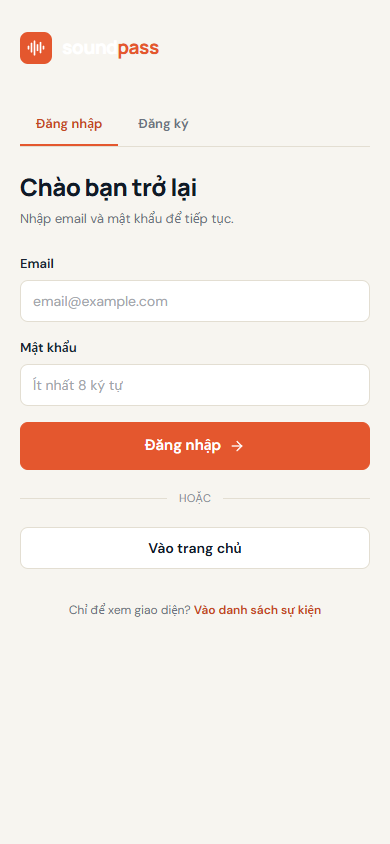 soundpass
Đăng nhập
Đăng ký
Chào bạn trở lại
Nhập email và mật khẩu để tiếp tục.
Email
email@example.com
Mật khẩu
Ít nhất 8 ký tự
Đăng nhập →
HOẶC
Vào trang chủ
Chỉ để xem giao diện? Vào danh sách sự kiện